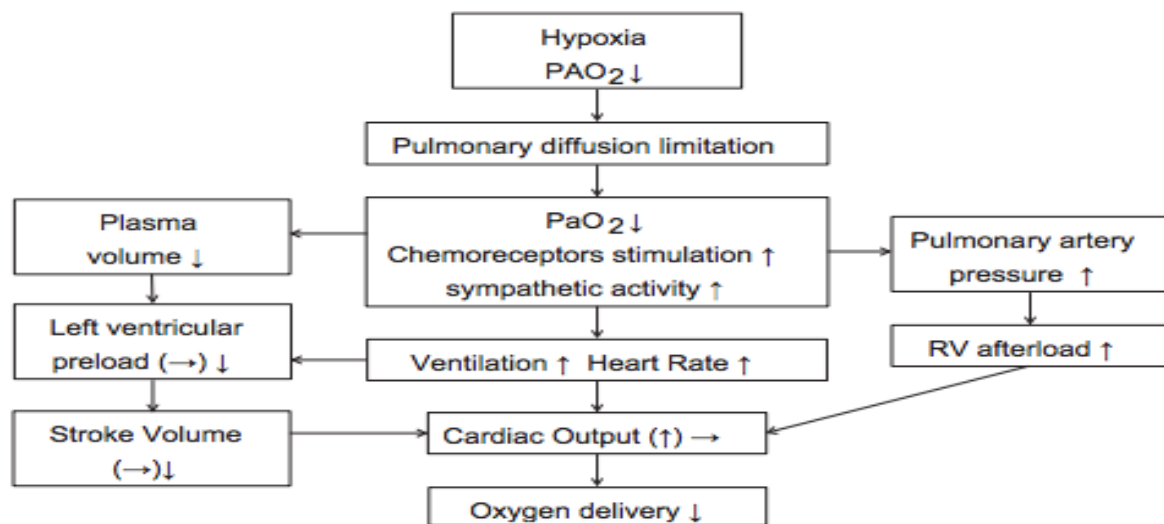 Hypoxia
PAO2 ↓
Pulmonary diffusion limitation
PaO2 ↓
Chemoreceptors stimulation ↑
sympathetic activity ↑
Plasma
volume ↓
Pulmonary artery
pressure ↑
Left ventricular
preload (→) ↓
Ventilation ↑ Heart Rate ↑
RV afterload ↑
Stroke Volume
(→)↓
Cardiac Output (↑) →
Oxygen delivery ↓